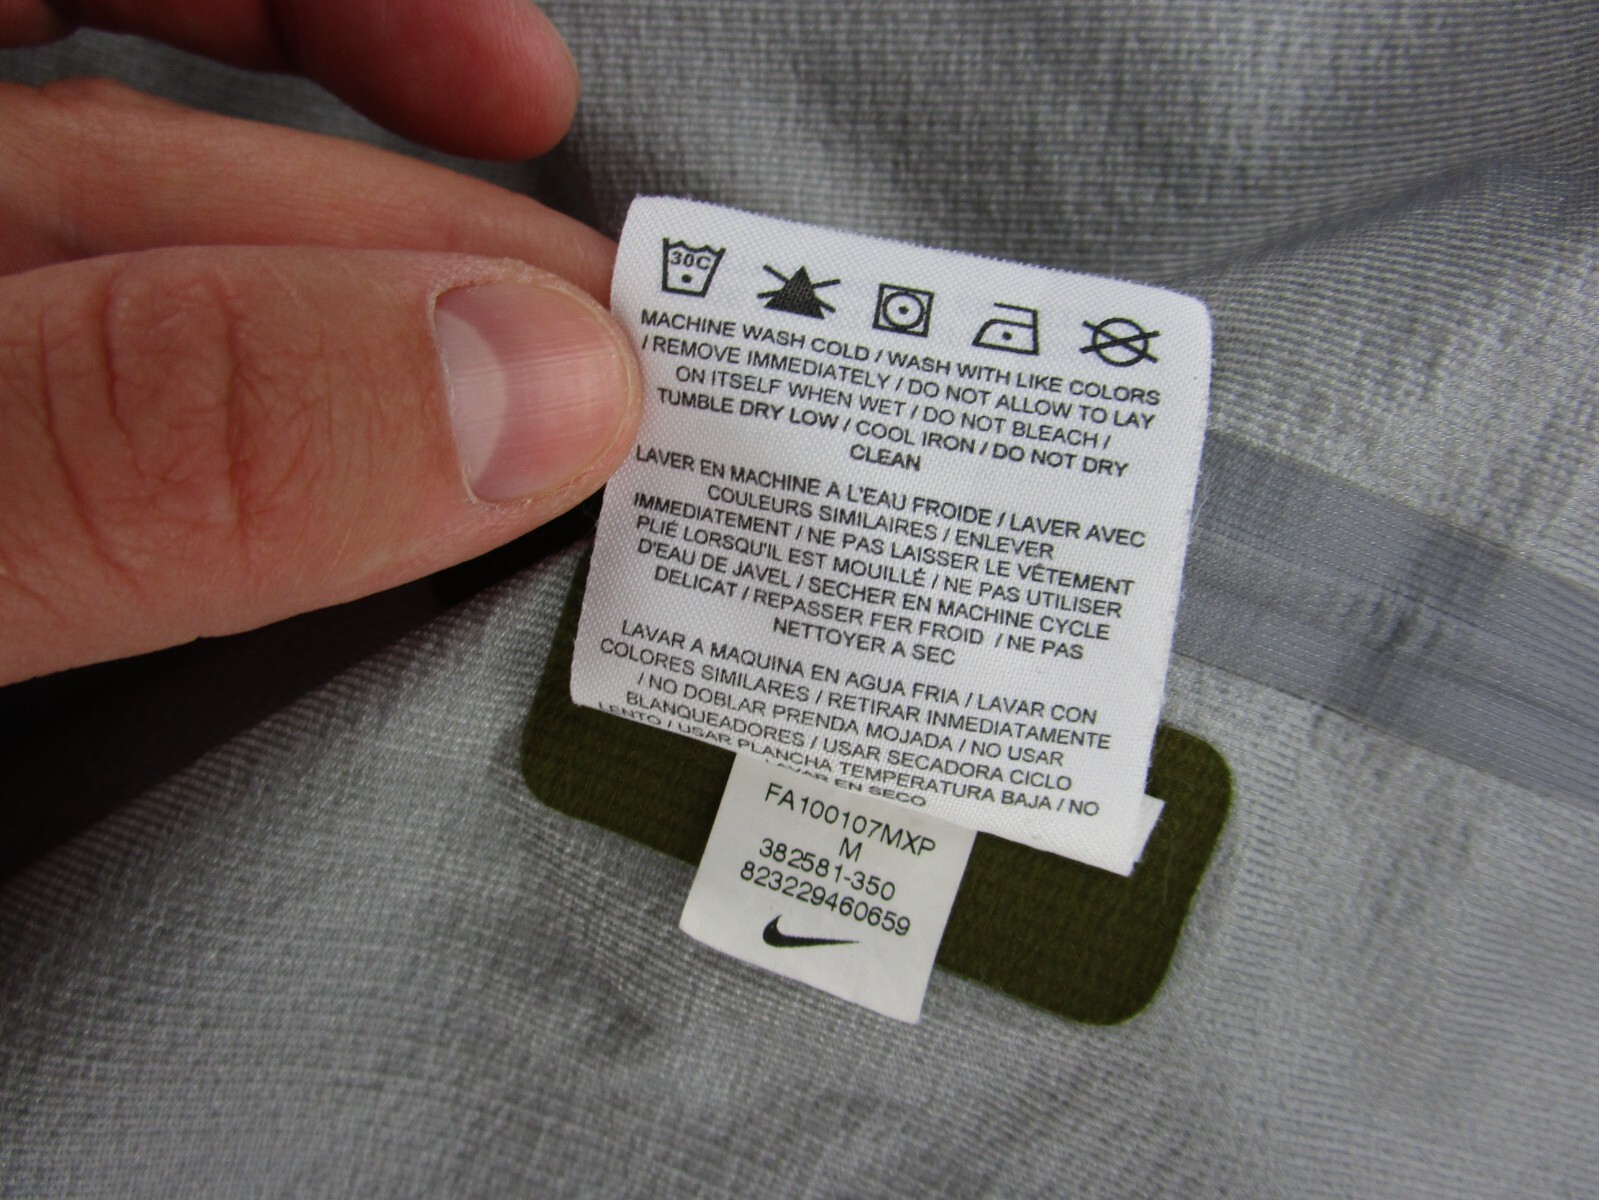 30C
MACHINE WASH COLD / WASH WITH LIKE COLORS
/ REMOVE IMMEDIATELY / DO NOT ALLOW TO LAY
ON ITSELF WHEN WET / DO NOT BLEACH /
TUMBLE DRY LOW / COOL IRON / DO NOT DRY
CLEAN
LAVER EN MACHINE A L'EAU FROIDE / LAVER AVEC
COULEURS SIMILAIRES / ENLEVER
IMMEDIATEMENT / NE PAS LAISSER LE VÊTEMENT
PLIÉ LORSQU'IL EST MOUILLÉ / NE PAS UTILISER
D'EAU DE JAVEL / SECHER EN MACHINE CYCLE
DELICAT / REPASSER FER FROID / NE PAS
NETTOYER A SEC
LAVAR A MAQUINA EN AGUA FRIA / LAVAR CON
COLORES SIMILARES / RETIRAR INMEDIATAMENTE
/ NO DOBLAR PRENDA MOJADA / NO USAR
BLANQUEADORES / USAR SECADORA CICLO
LENTO / USAR PLANCHA TEMPERATURA BAJA / NO
LAVAR EN SECO
FA100107MXP
M
382581-350
823229460659